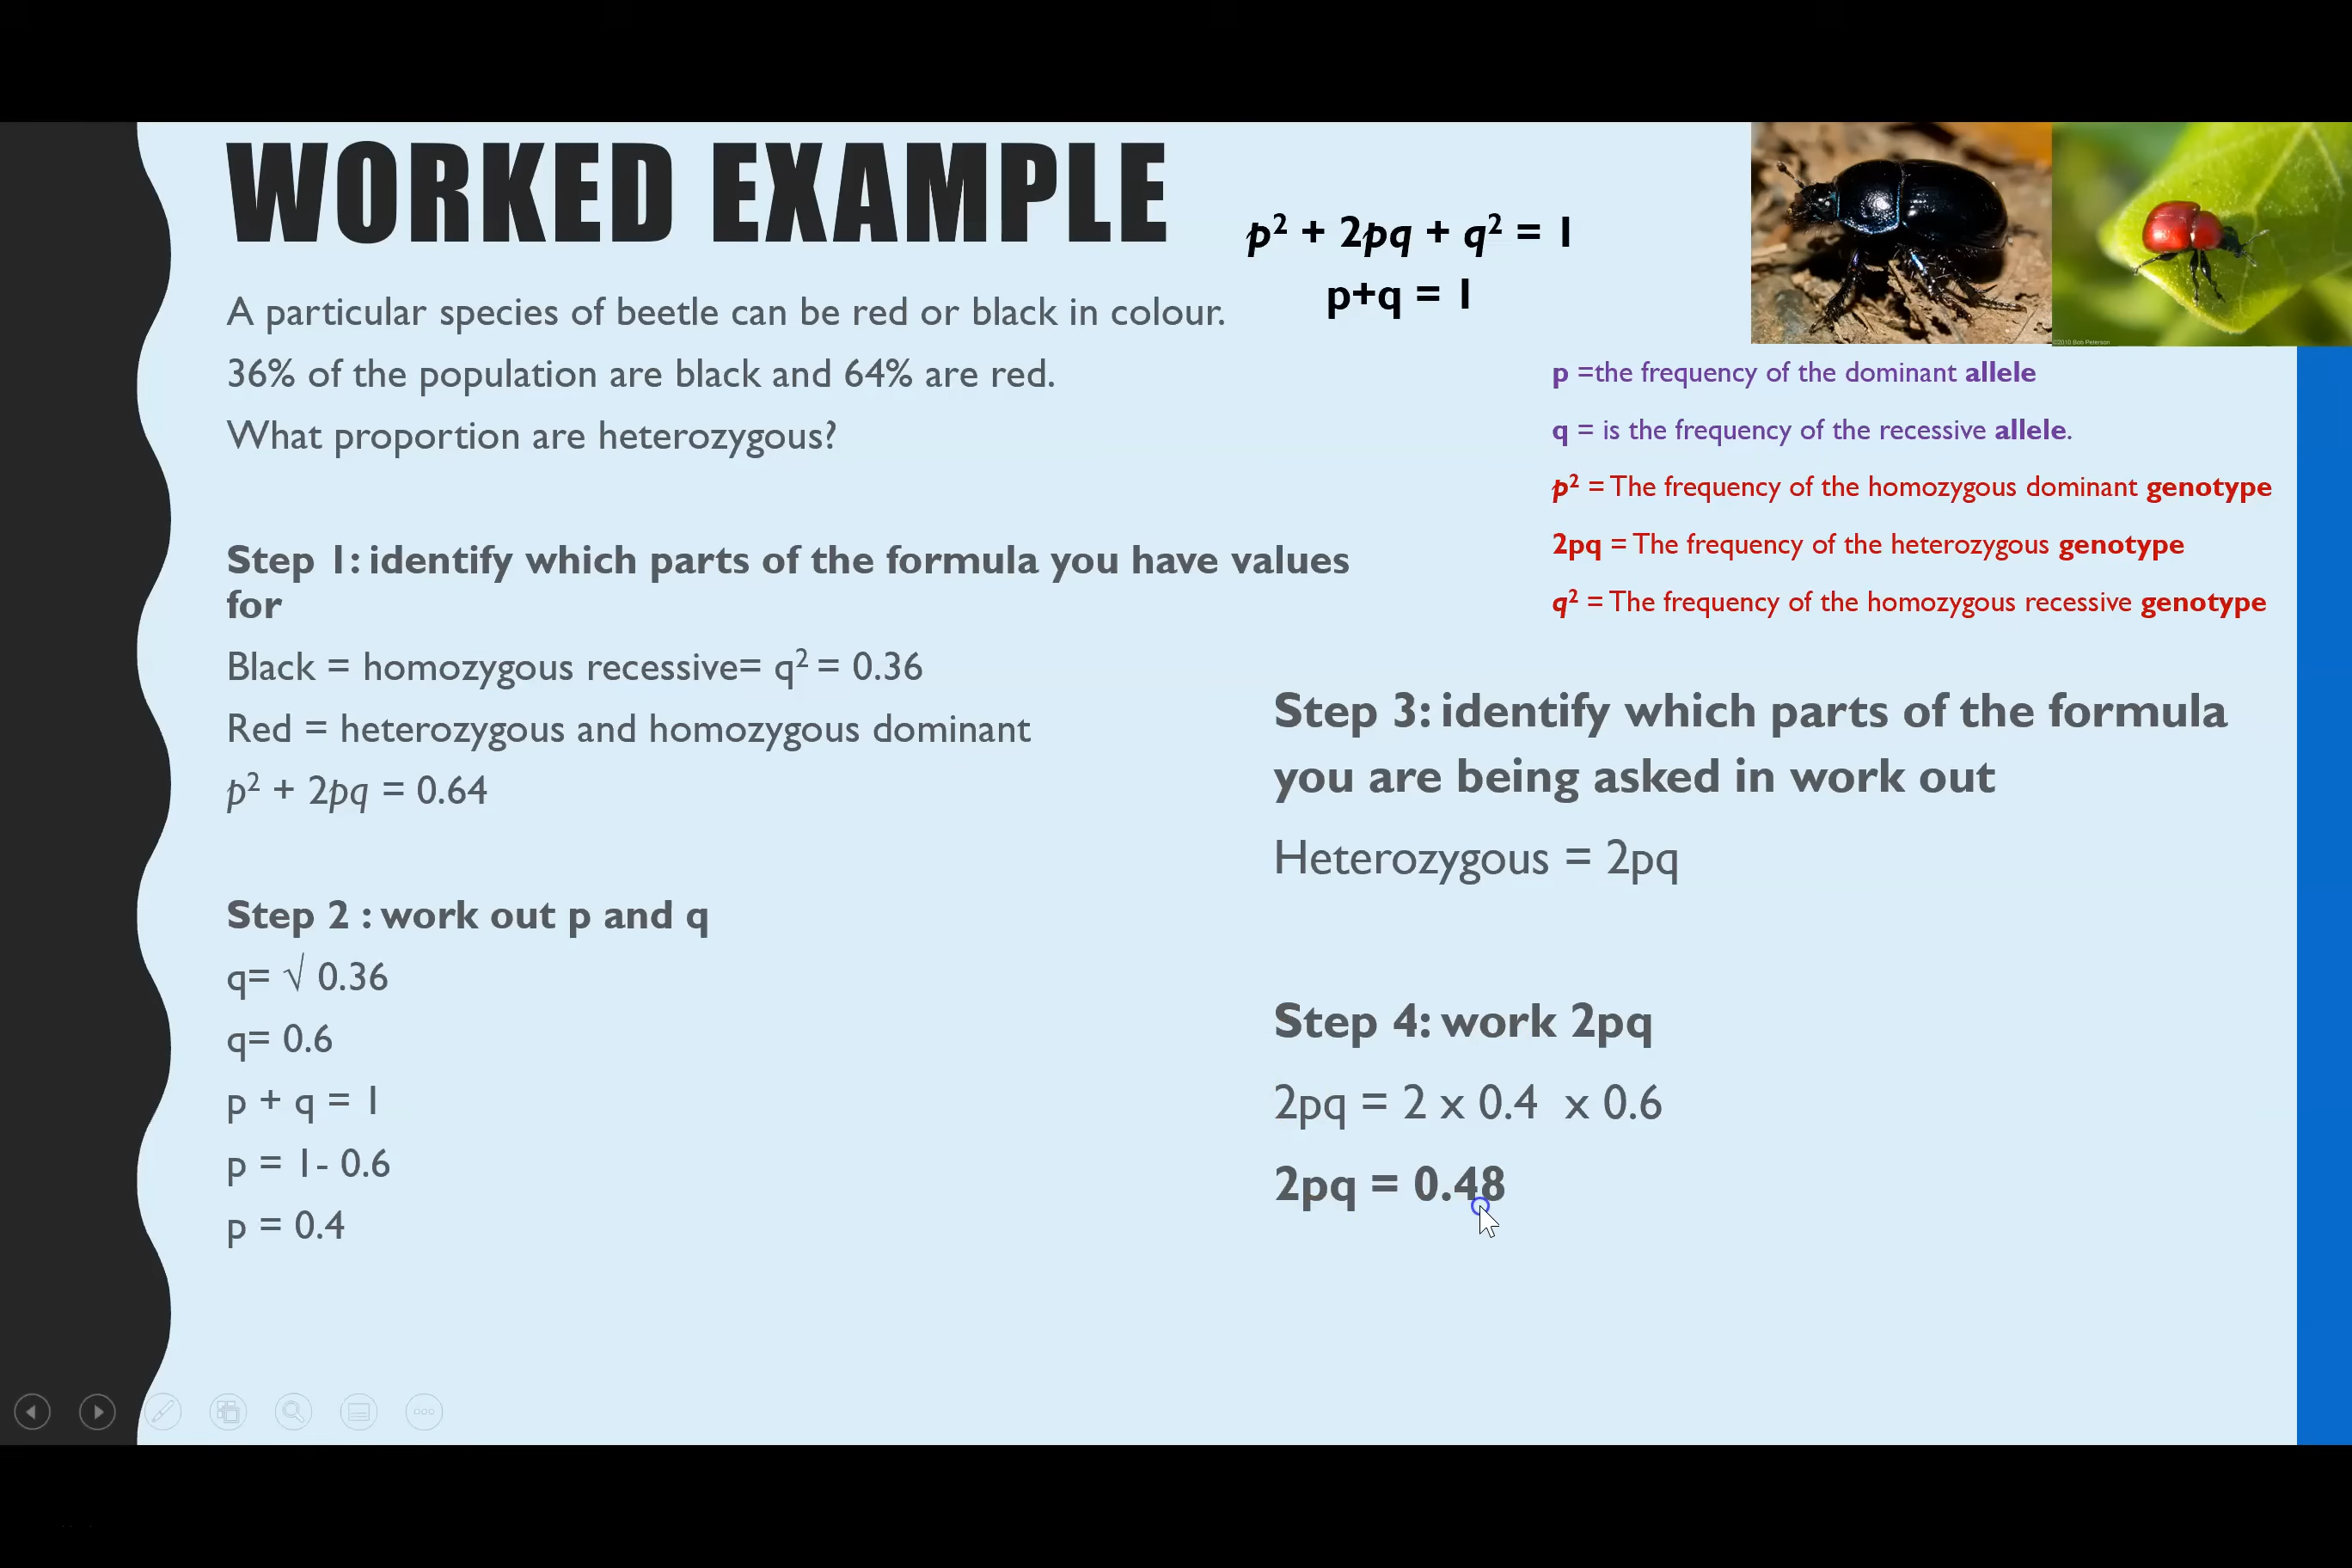 WORKED EXAMPLE
p² + 2pq + q² = 1
p+q = 1
A particular species of beetle can be red or black in colour.
36% of the population are black and 64% are red.
What proportion are heterozygous?
Step 1: identify which parts of the formula you have values
for
Black = homozygous recessive= q² = 0.36
Red = heterozygous and homozygous dominant
p² + 2pq = 0.64
Step 2 : work out p and q
q= √ 0.36
q= 0.6
p + q = 1
p = 1- 0.6
p = 0.4
©2010 Bob Peterson
p =the frequency of the dominant allele
q = is the frequency of the recessive allele.
p² = The frequency of the homozygous dominant genotype
2pq = The frequency of the heterozygous genotype
q² = The frequency of the homozygous recessive genotype
Step 3: identify which parts of the formula
you are being asked in work out
Heterozygous = 2pq
Step 4: work 2pq
2pq = 2 x 0.4 x 0.6
2pq = 0.48